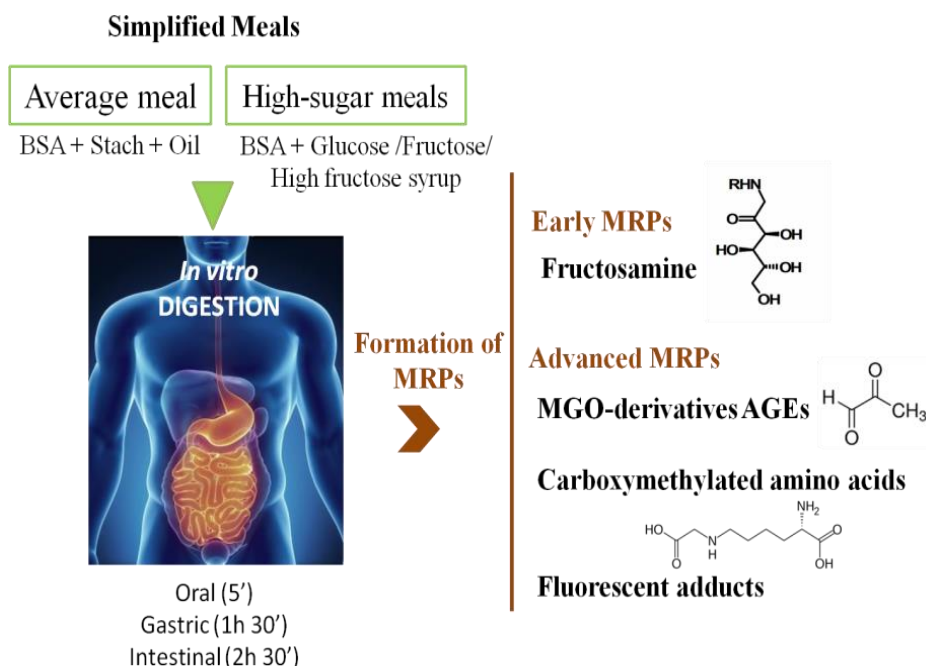 Simplified Meals
Average meal
High-sugar meals
BSA + Stach + Oil
BSA + Glucose /Fructose/
High fructose syrup
In vitro
DIGESTION
Oral (5’)
Gastric (1h 30’)
Intestinal (2h 30’)
Formation of
MRPs
Early MRPs
Fructosamine
RHN
O
OH
HO
OH
OH
Advanced MRPs
MGO-derivatives AGEs
O
H
CH3
O
Carboxymethylated amino acids
NH2
HO
O
N
H
O
OH
Fluorescent adducts